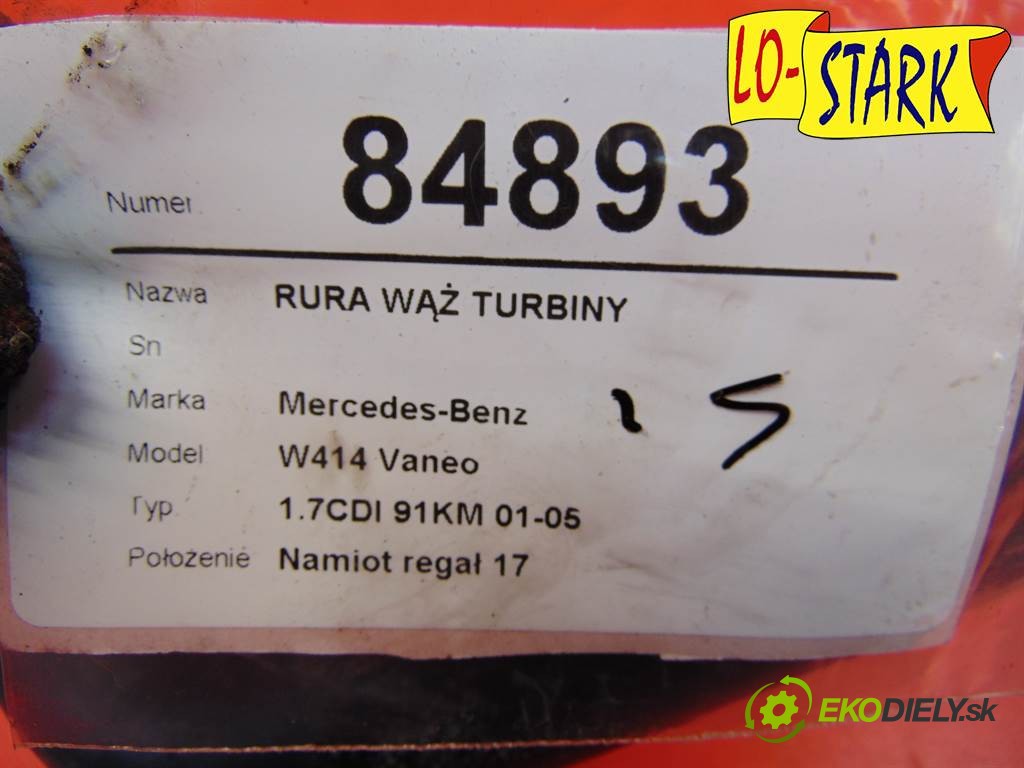 LO-STARK
Numer 84893
Nazwa RURA WĄŻ TURBINY
Sn
Marka Mercedes-Benz
Model W414 Vaneo
Typ 1.7CDI 91KM 01-05
Położenie Namiot regał 17
EKODIELY.sk